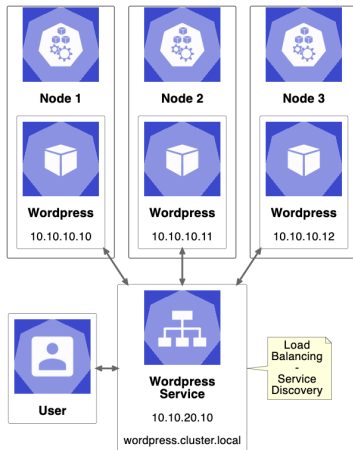 Node 1
Node 2
Node 3
Wordpress
10.10.10.10
Wordpress
10.10.10.11
Wordpress
10.10.10.12
User
Wordpress
Service
10.10.20.10
wordpress.cluster.local
Load
Balancing
-
Service
Discovery